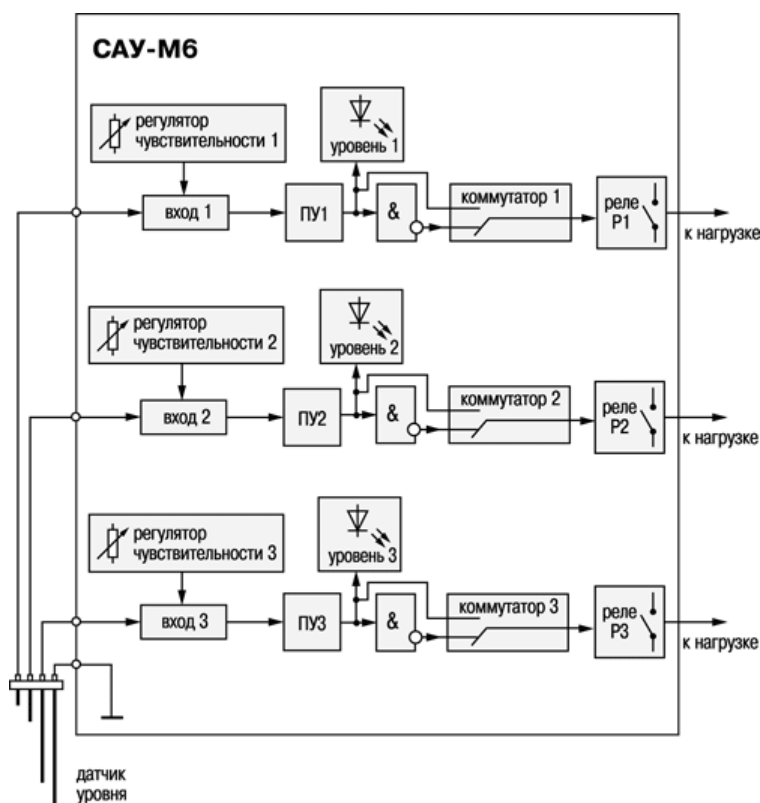 САУ-М6
регулятор
чувствительности 1
уровень 1
вход 1
ПУ1
&
коммутатор 1
реле
Р1
к нагрузке
регулятор
чувствительности 2
уровень 2
вход 2
ПУ2
&
коммутатор 2
реле
Р2
к нагрузке
регулятор
чувствительности 3
уровень 3
вход 3
ПУ3
&
коммутатор 3
реле
Р3
к нагрузке
датчик
уровня